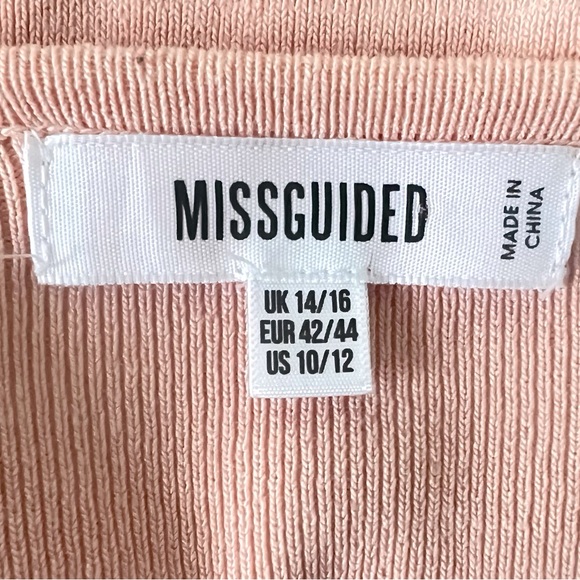 MISSGUIDED
MADE IN
CHINA
UK 14/16
EUR 42/44
US 10/12